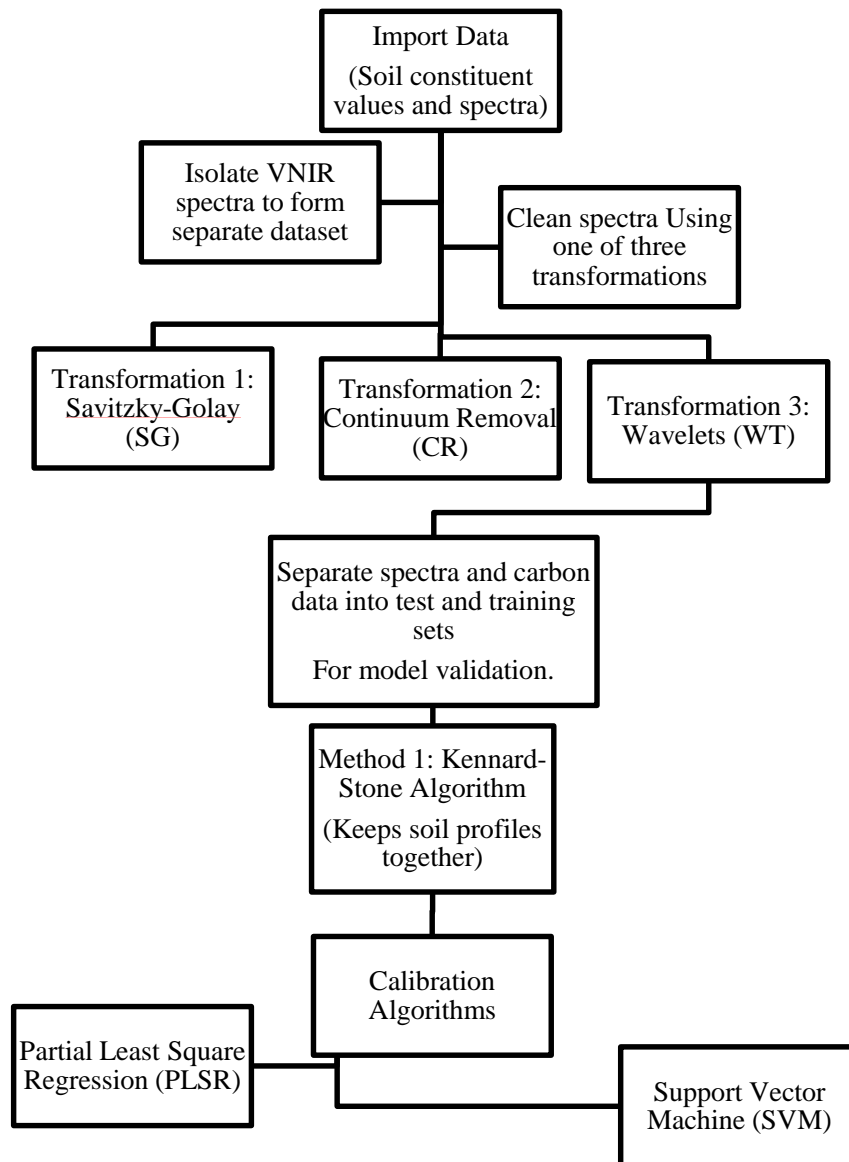 Import Data
(Soil constituent
values and spectra)
Isolate VNIR
spectra to form
separate dataset
Clean spectra Using
one of three
transformations
Transformation 1:
Savitzky-Golay
(SG)
Transformation 2:
Continuum Removal
(CR)
Transformation 3:
Wavelets (WT)
Separate spectra and carbon
data into test and training
sets
For model validation.
Method 1: Kennard-
Stone Algorithm
(Keeps soil profiles
together)
Calibration
Algorithms
Partial Least Square
Regression (PLSR)
Support Vector
Machine (SVM)